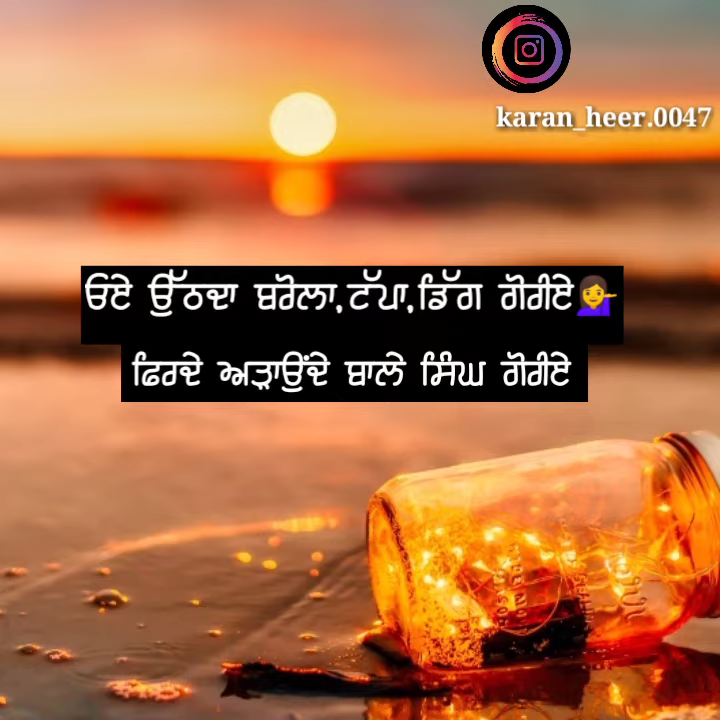 karan_heer.0047
ਓਏ ਉੱਠਦਾ ਬਰੋਲਾ,ਟੱਪਾ,ਡਿੱਗ ਗੋਰੀਏ💁‍♀️
ਫਿਰਦੇ ਅੜਾਉਂਦੇ ਬਾਲੇ ਸਿੰਘ ਗੋਰੀਏ